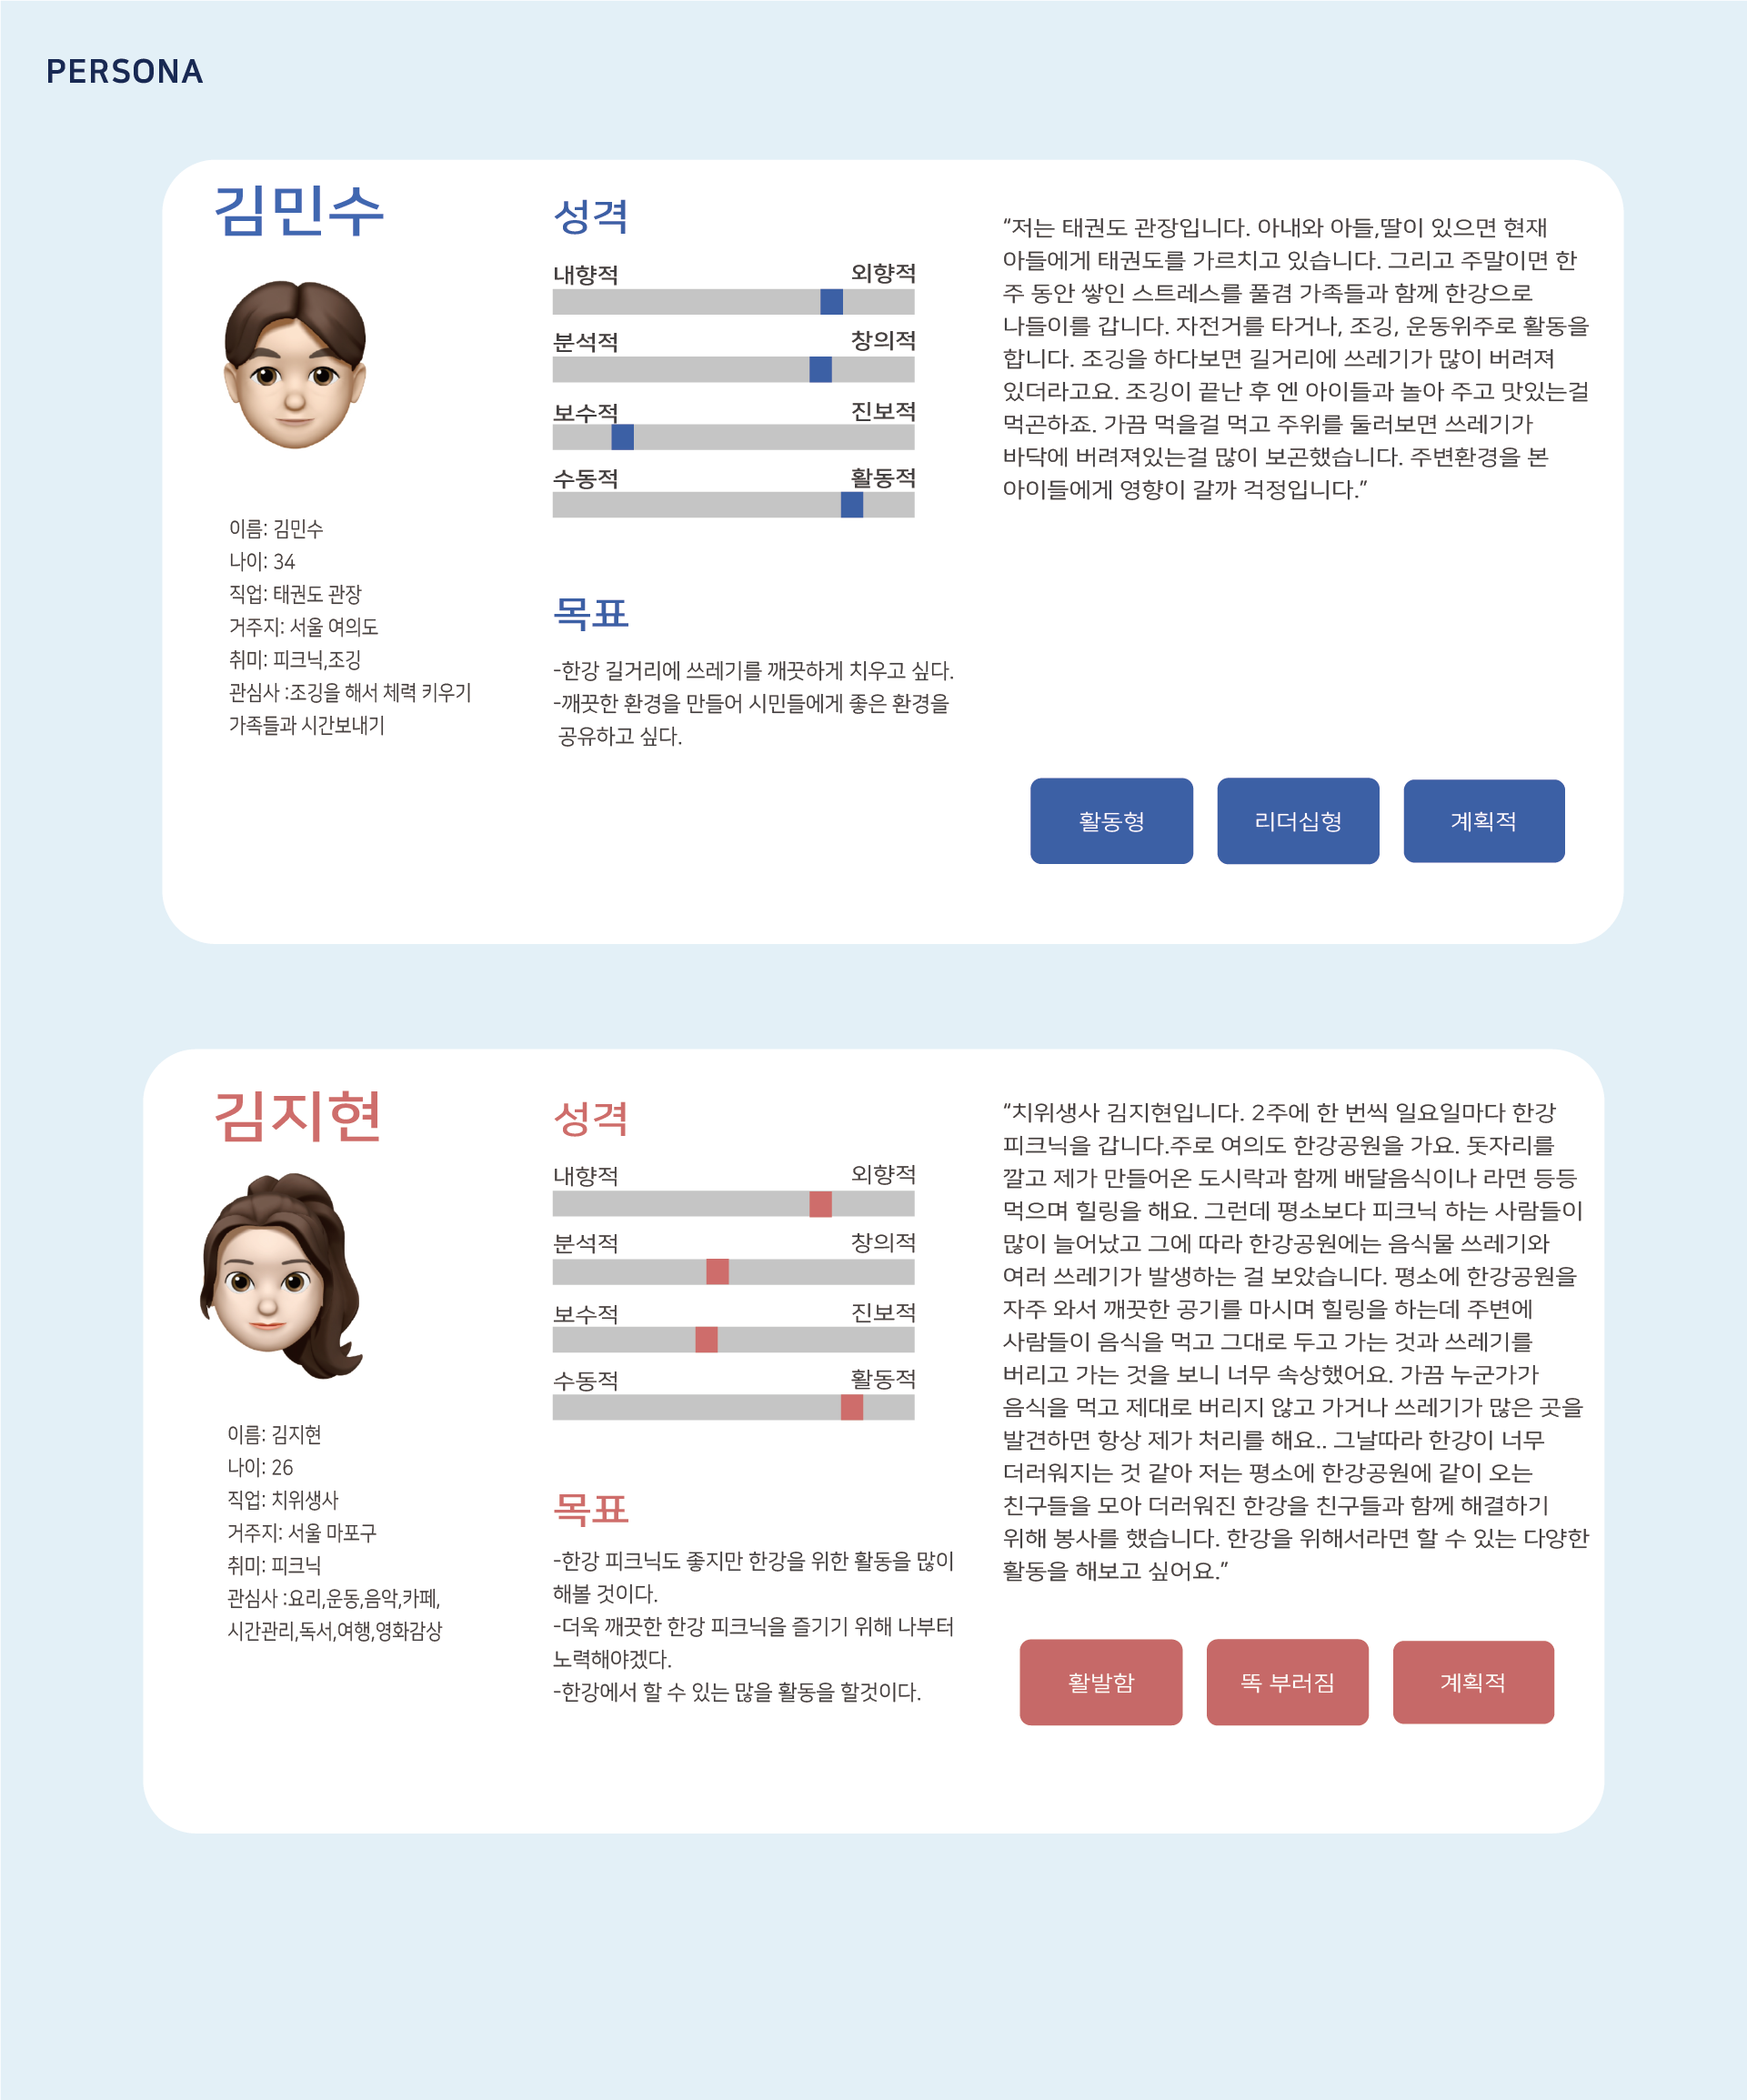 PERSONA
김민수
이름: 김민수
나이: 34
직업: 태권도 관장
거주지: 서울 여의도
취미: 피크닉,조깅
관심사 :조깅을 해서 체력 키우기
가족들과 시간보내기
성격
내향적 외향적
분석적 창의적
보수적 진보적
수동적 활동적
목표
-한강 길거리에 쓰레기를 깨끗하게 치우고 싶다.
-깨끗한 환경을 만들어 시민들에게 좋은 환경을
공유하고 싶다.
“저는 태권도 관장입니다. 아내와 아들,딸이 있으면 현재
아들에게 태권도를 가르치고 있습니다. 그리고 주말이면 한
주 동안 쌓인 스트레스를 풀겸 가족들과 함께 한강으로
나들이를 갑니다. 자전거를 타거나, 조깅, 운동위주로 활동을
합니다. 조깅을 하다보면 길거리에 쓰레기가 많이 버려져
있더라고요. 조깅이 끝난 후 엔 아이들과 놀아 주고 맛있는걸
먹곤하죠. 가끔 먹을걸 먹고 주위를 둘러보면 쓰레기가
바닥에 버려져있는걸 많이 보곤했습니다. 주변환경을 본
아이들에게 영향이 갈까 걱정입니다.”
활동형 리더십형 계획적
김지현
이름: 김지현
나이: 26
직업: 치위생사
거주지: 서울 마포구
취미: 피크닉
관심사 :요리,운동,음악,카페,
시간관리,독서,여행,영화감상
성격
내향적 외향적
분석적 창의적
보수적 진보적
수동적 활동적
목표
-한강 피크닉도 좋지만 한강을 위한 활동을 많이
해볼 것이다.
-더욱 깨끗한 한강 피크닉을 즐기기 위해 나부터
노력해야겠다.
-한강에서 할 수 있는 많을 활동을 할것이다.
“치위생사 김지현입니다. 2주에 한 번씩 일요일마다 한강
피크닉을 갑니다.주로 여의도 한강공원을 가요. 돗자리를
깔고 제가 만들어온 도시락과 함께 배달음식이나 라면 등등
먹으며 힐링을 해요. 그런데 평소보다 피크닉 하는 사람들이
많이 늘어났고 그에 따라 한강공원에는 음식물 쓰레기와
여러 쓰레기가 발생하는 걸 보았습니다. 평소에 한강공원을
자주 와서 깨끗한 공기를 마시며 힐링을 하는데 주변에
사람들이 음식을 먹고 그대로 두고 가는 것과 쓰레기를
버리고 가는 것을 보니 너무 속상했어요. 가끔 누군가가
음식을 먹고 제대로 버리지 않고 가거나 쓰레기가 많은 곳을
발견하면 항상 제가 처리를 해요.. 그날따라 한강이 너무
더러워지는 것 같아 저는 평소에 한강공원에 같이 오는
친구들을 모아 더러워진 한강을 친구들과 함께 해결하기
위해 봉사를 했습니다. 한강을 위해서라면 할 수 있는 다양한
활동을 해보고 싶어요.”
활발함 똑 부러짐 계획적